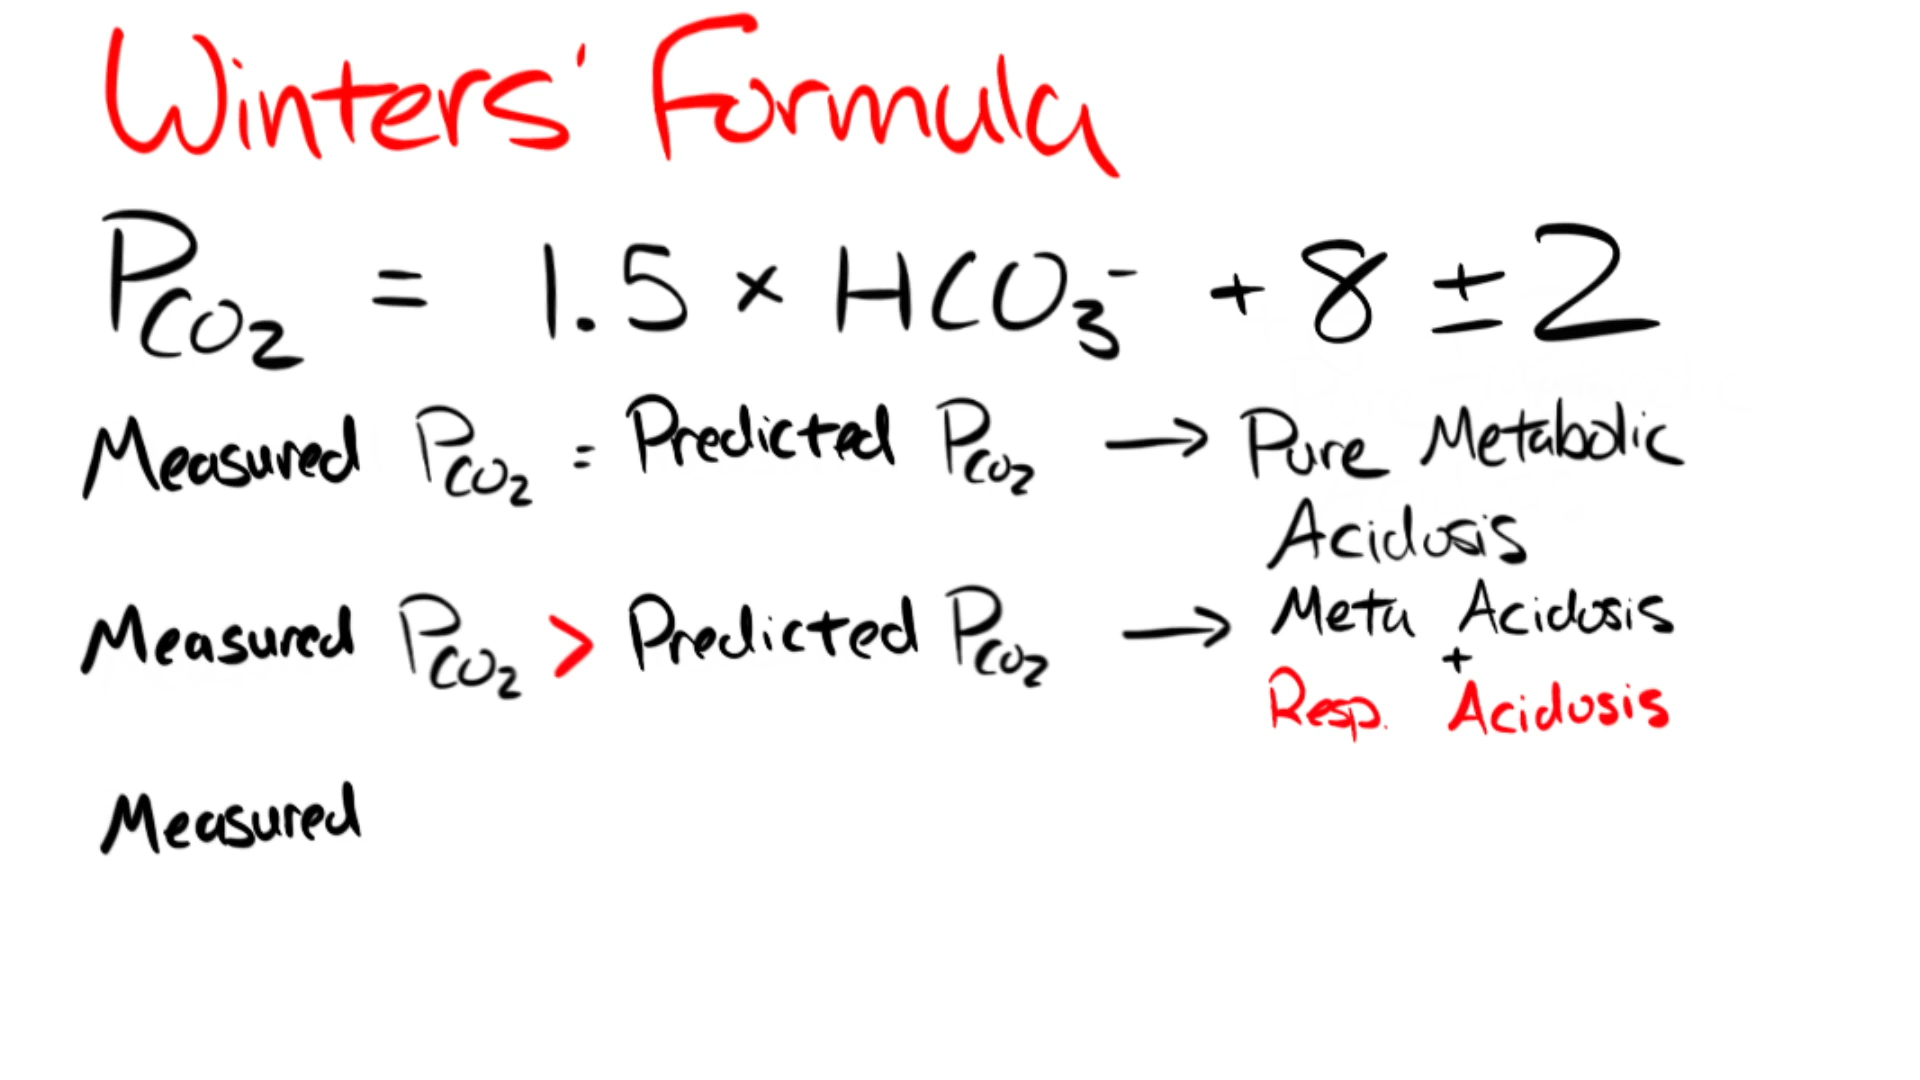 Winters' Formula
PCO2 = 1.5 × HCO3- + 8 ± 2
Measured PCO2 = Predicted PCO2 → Pure Metabolic
Acidosis
Measured PCO2 > Predicted PCO2 → Meta Acidosis
+
Resp. Acidosis
Measured